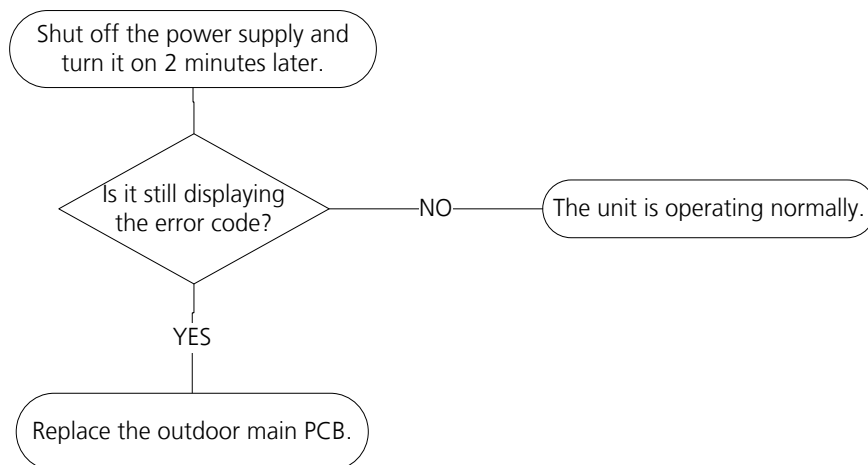 Shut off the power supply and
turn it on 2 minutes later.
Is it still displaying
the error code?
NO
The unit is operating normally.
YES
Replace the outdoor main PCB.